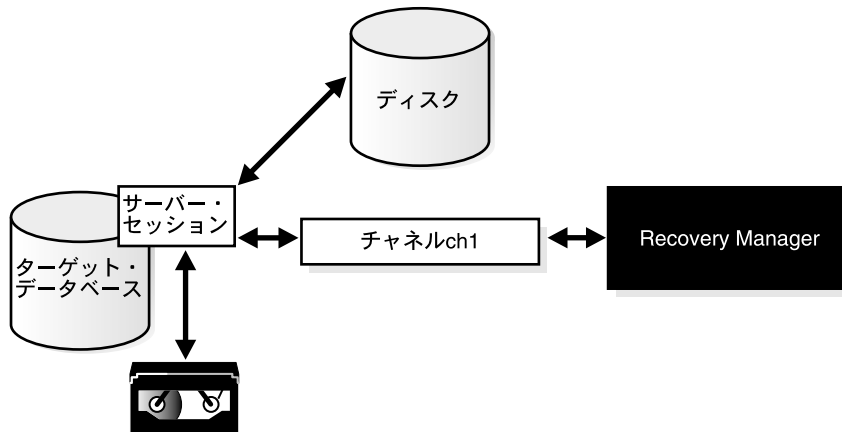 ディスク
サーバー・
セッション
チャネルch1
Recovery Manager
ターゲット・
データベース